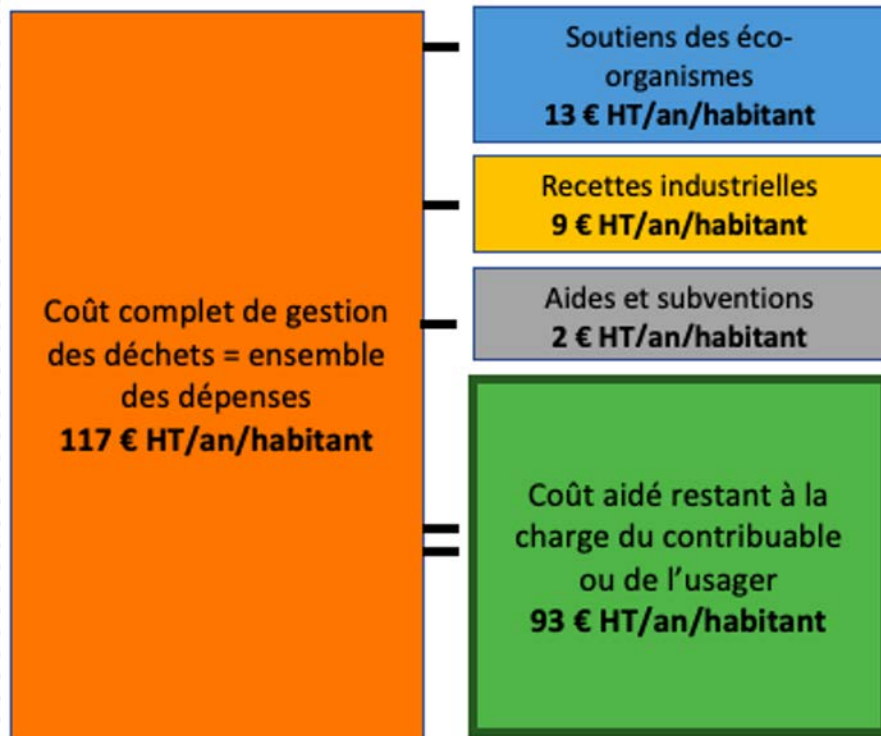 Coût complet de gestion
des déchets = ensemble
des dépenses
117 € HT/an/habitant
Soutiens des éco-
organismes
13 € HT/an/habitant
Recettes industrielles
9 € HT/an/habitant
Aides et subventions
2 € HT/an/habitant
Coût aidé restant à la
charge du contribuable
ou de l'usager
93 € HT/an/habitant